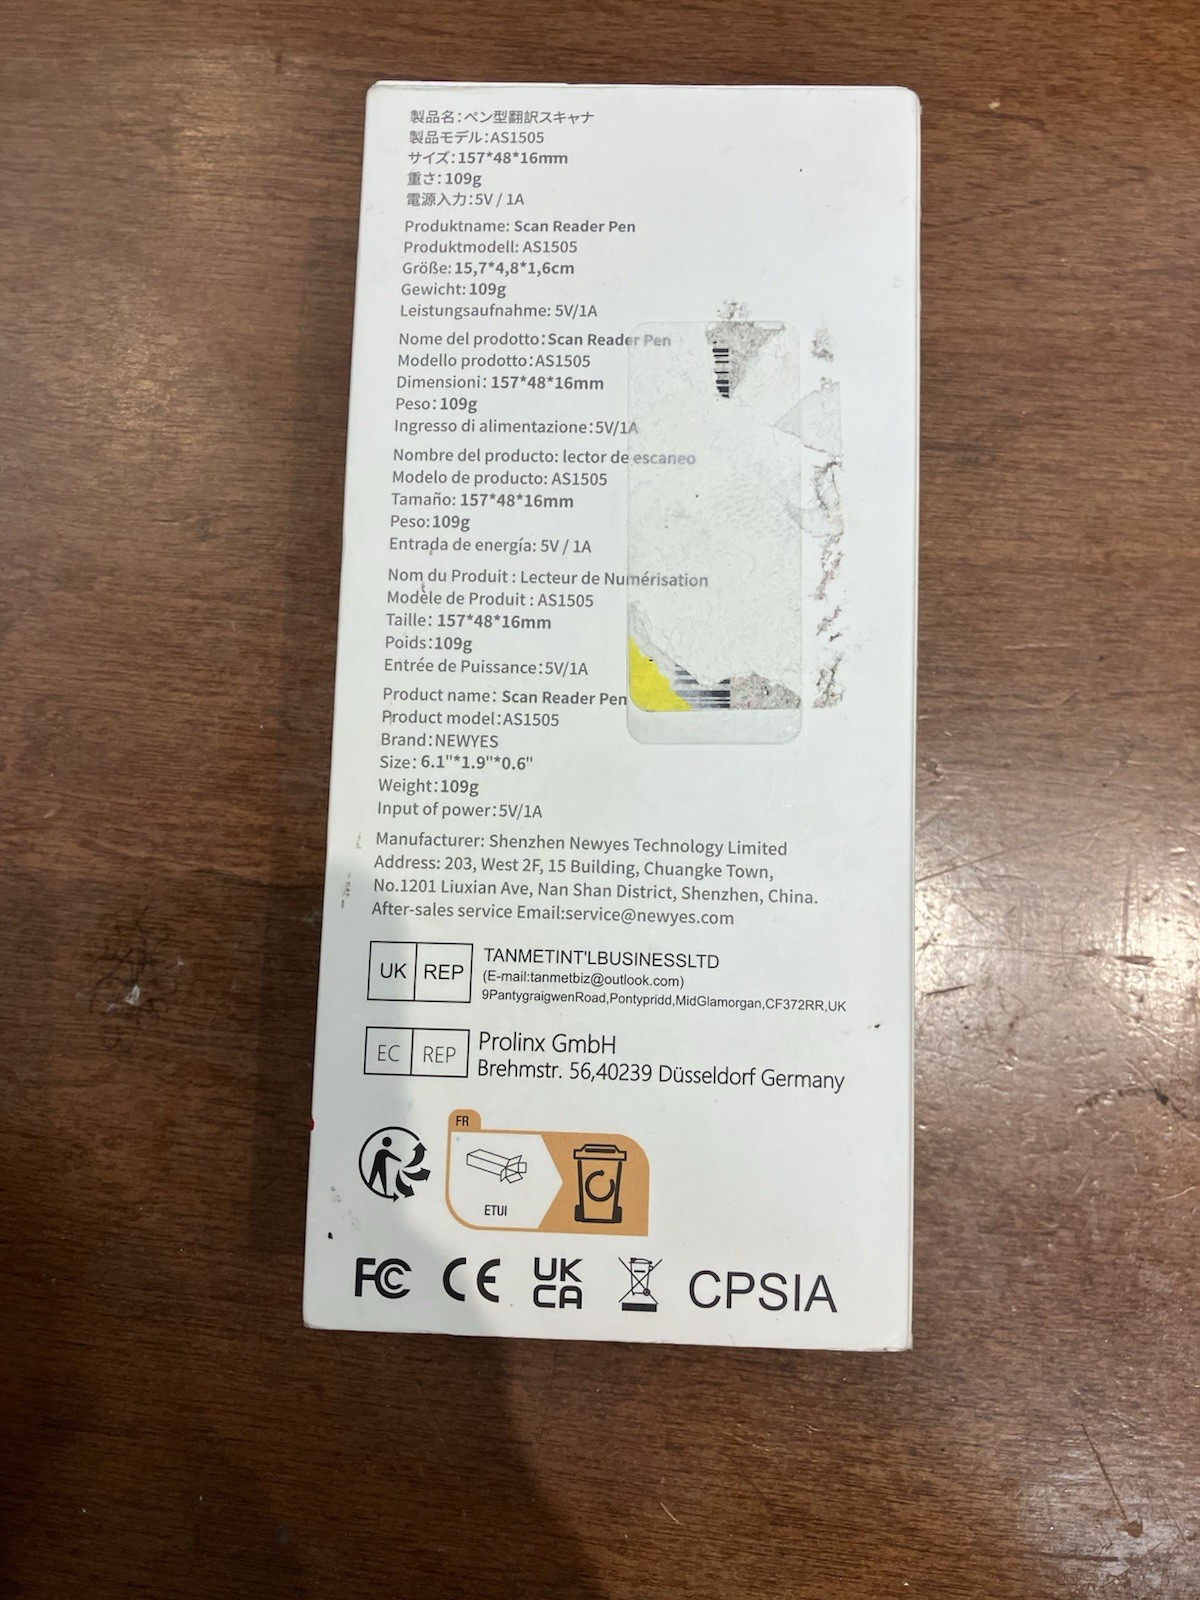 製品名:ペン型翻訳スキャナ
製品モデル:AS1505
サイズ:157*48*16mm
重さ:109g
電源入力:5V / 1A
Produktname: Scan Reader Pen
Produktmodell: AS1505
Größe: 15,7*4,8*1,6cm
Gewicht: 109g
Leistungsaufnahme: 5V/1A
Nome del prodotto:Scan Reader Pen
Modello prodotto:AS1505
Dimensioni: 157*48*16mm
Peso:109g
Ingresso di alimentazione:5V/1A
Nombre del producto: lector de escaneo
Modelo de producto: AS1505
Tamaño: 157*48*16mm
Peso:109g
Entrada de energía: 5V / 1A
Nom du Produit : Lecteur de Numérisation
Modèle de Produit : AS1505
Taille: 157*48*16mm
Poids:109g
Entrée de Puissance:5V/1A
Product name: Scan Reader Pen
Product model:AS1505
Brand:NEWYES
Size: 6.1"*1.9"*0.6"
Weight:109g
Input of power:5V/1A
Manufacturer: Shenzhen Newyes Technology Limited
Address: 203, West 2F, 15 Building, Chuangke Town,
No.1201 Liuxian Ave, Nan Shan District, Shenzhen, China.
After-sales service Email:service@newyes.com
UK REP TANMETINT'LBUSINESSLTD
(E-mail:tanmetbiz@outlook.com)
9PantygraigwenRoad,Pontypridd,MidGlamorgan,CF372RR,UK
EC REP Prolinx GmbH
Brehmstr. 56,40239 Düsseldorf Germany
FR
ETUI
FC CE UK CA CPSIA